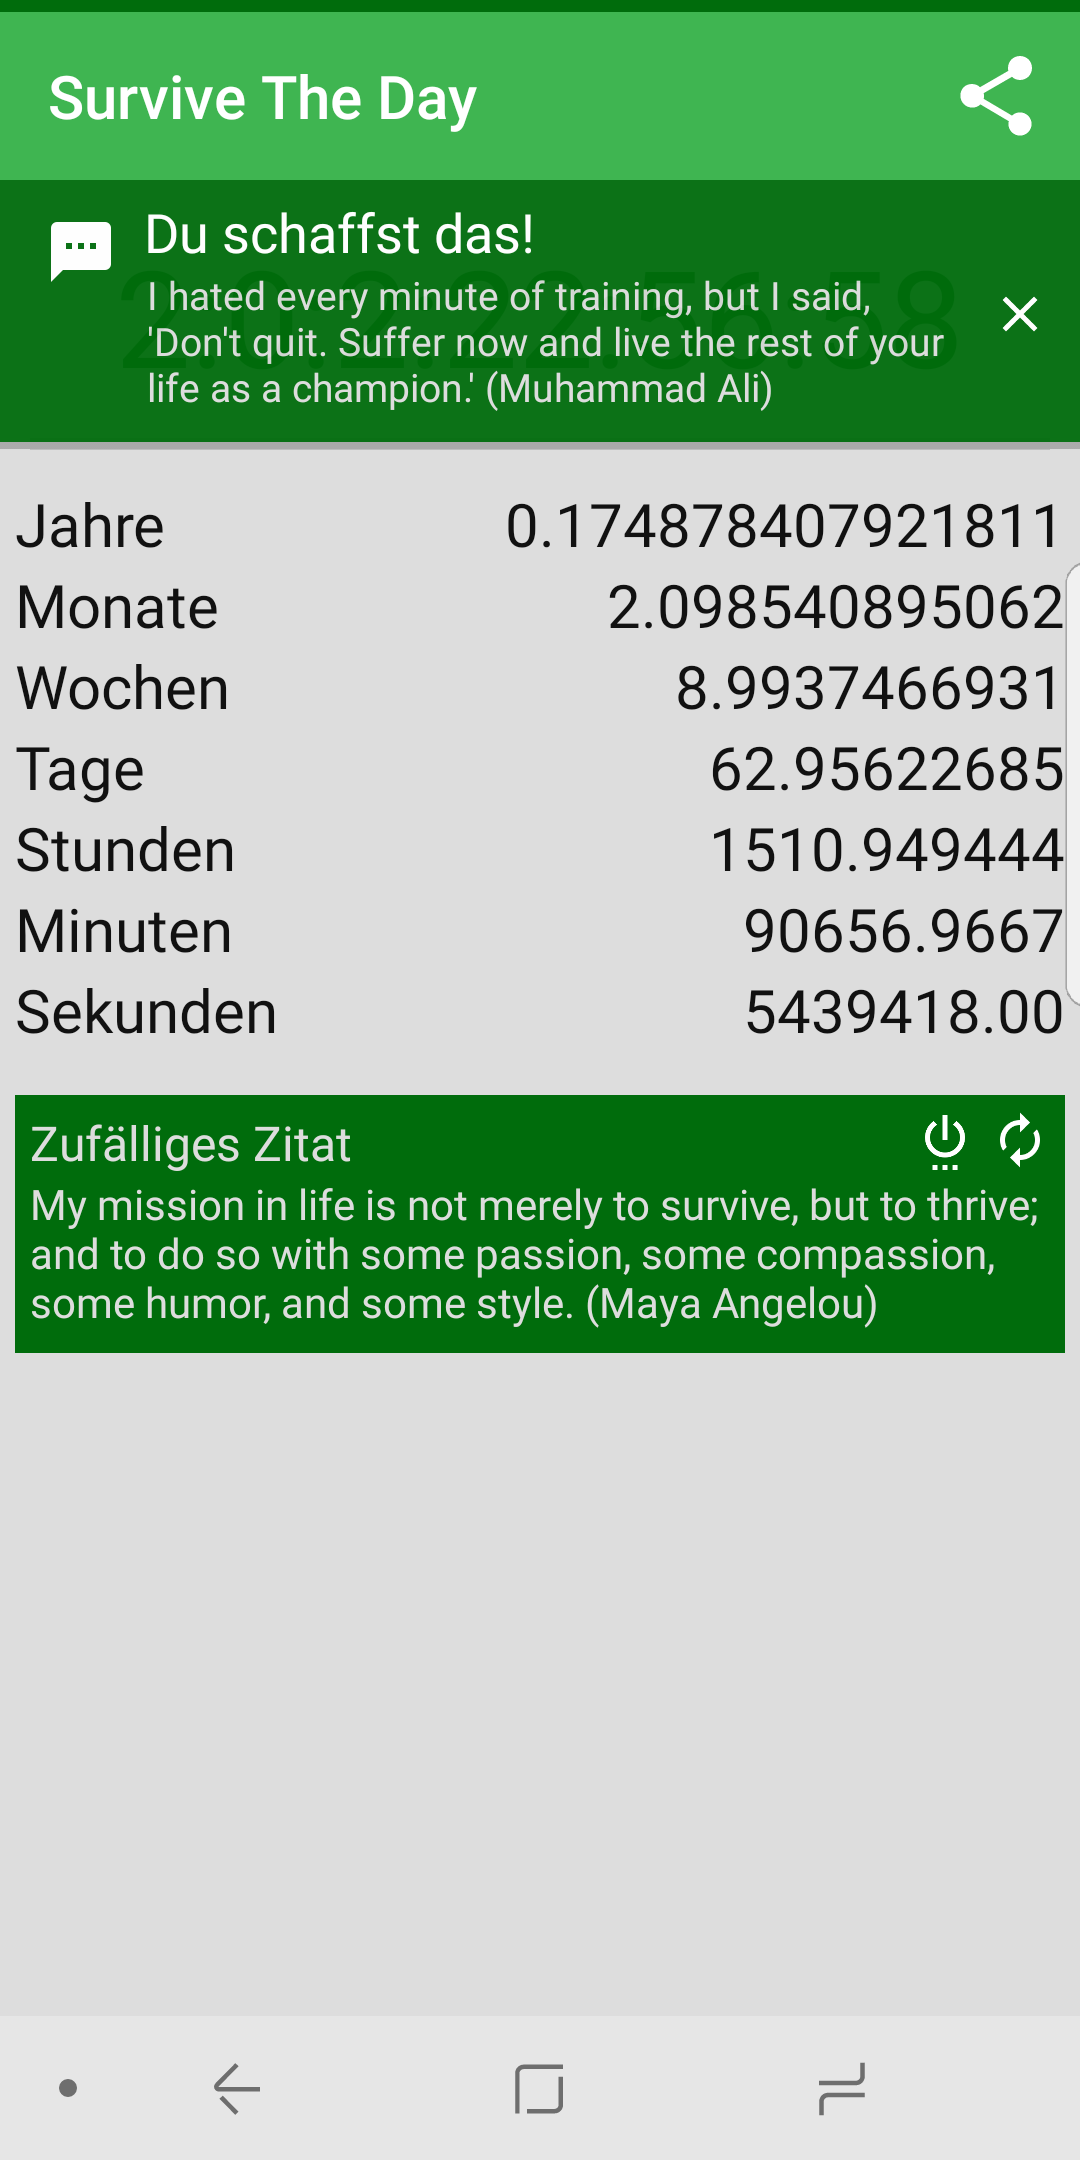 Survive The Day
Du schaffst das!
I hated every minute of training, but I said,
'Don't quit. Suffer now and live the rest of your
life as a champion.' (Muhammad Ali)
Jahre 0.174878407921811
Monate 2.098540895062
Wochen 8.9937466931
Tage 62.95622685
Stunden 1510.949444
Minuten 90656.9667
Sekunden 5439418.00
Zufälliges Zitat
My mission in life is not merely to survive, but to thrive;
and to do so with some passion, some compassion,
some humor, and some style. (Maya Angelou)